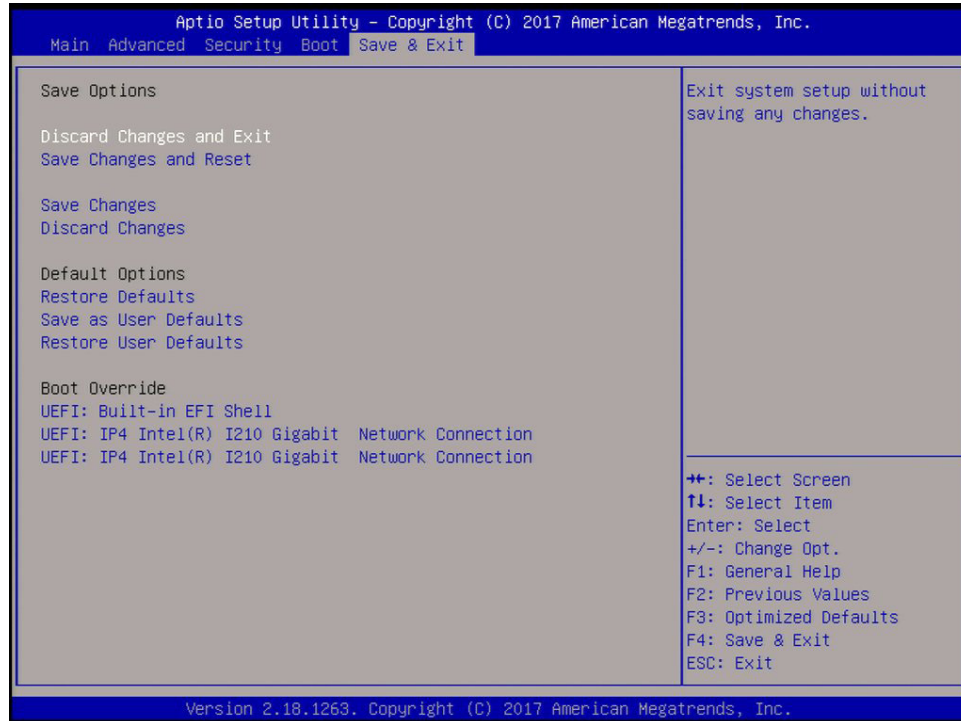 Aptio Setup Utility – Copyright (C) 2017 American Megatrends, Inc.
Main Advanced Security Boot Save & Exit
Save Options
Discard Changes and Exit
Save Changes and Reset
Save Changes
Discard Changes
Default Options
Restore Defaults
Save as User Defaults
Restore User Defaults
Boot Override
UEFI: Built-in EFI Shell
UEFI: IP4 Intel(R) I210 Gigabit  Network Connection
UEFI: IP4 Intel(R) I210 Gigabit  Network Connection
Exit system setup without
saving any changes.
→←: Select Screen
↑↓: Select Item
Enter: Select
+/-: Change Opt.
F1: General Help
F2: Previous Values
F3: Optimized Defaults
F4: Save & Exit
ESC: Exit
Version 2.18.1263. Copyright (C) 2017 American Megatrends, Inc.